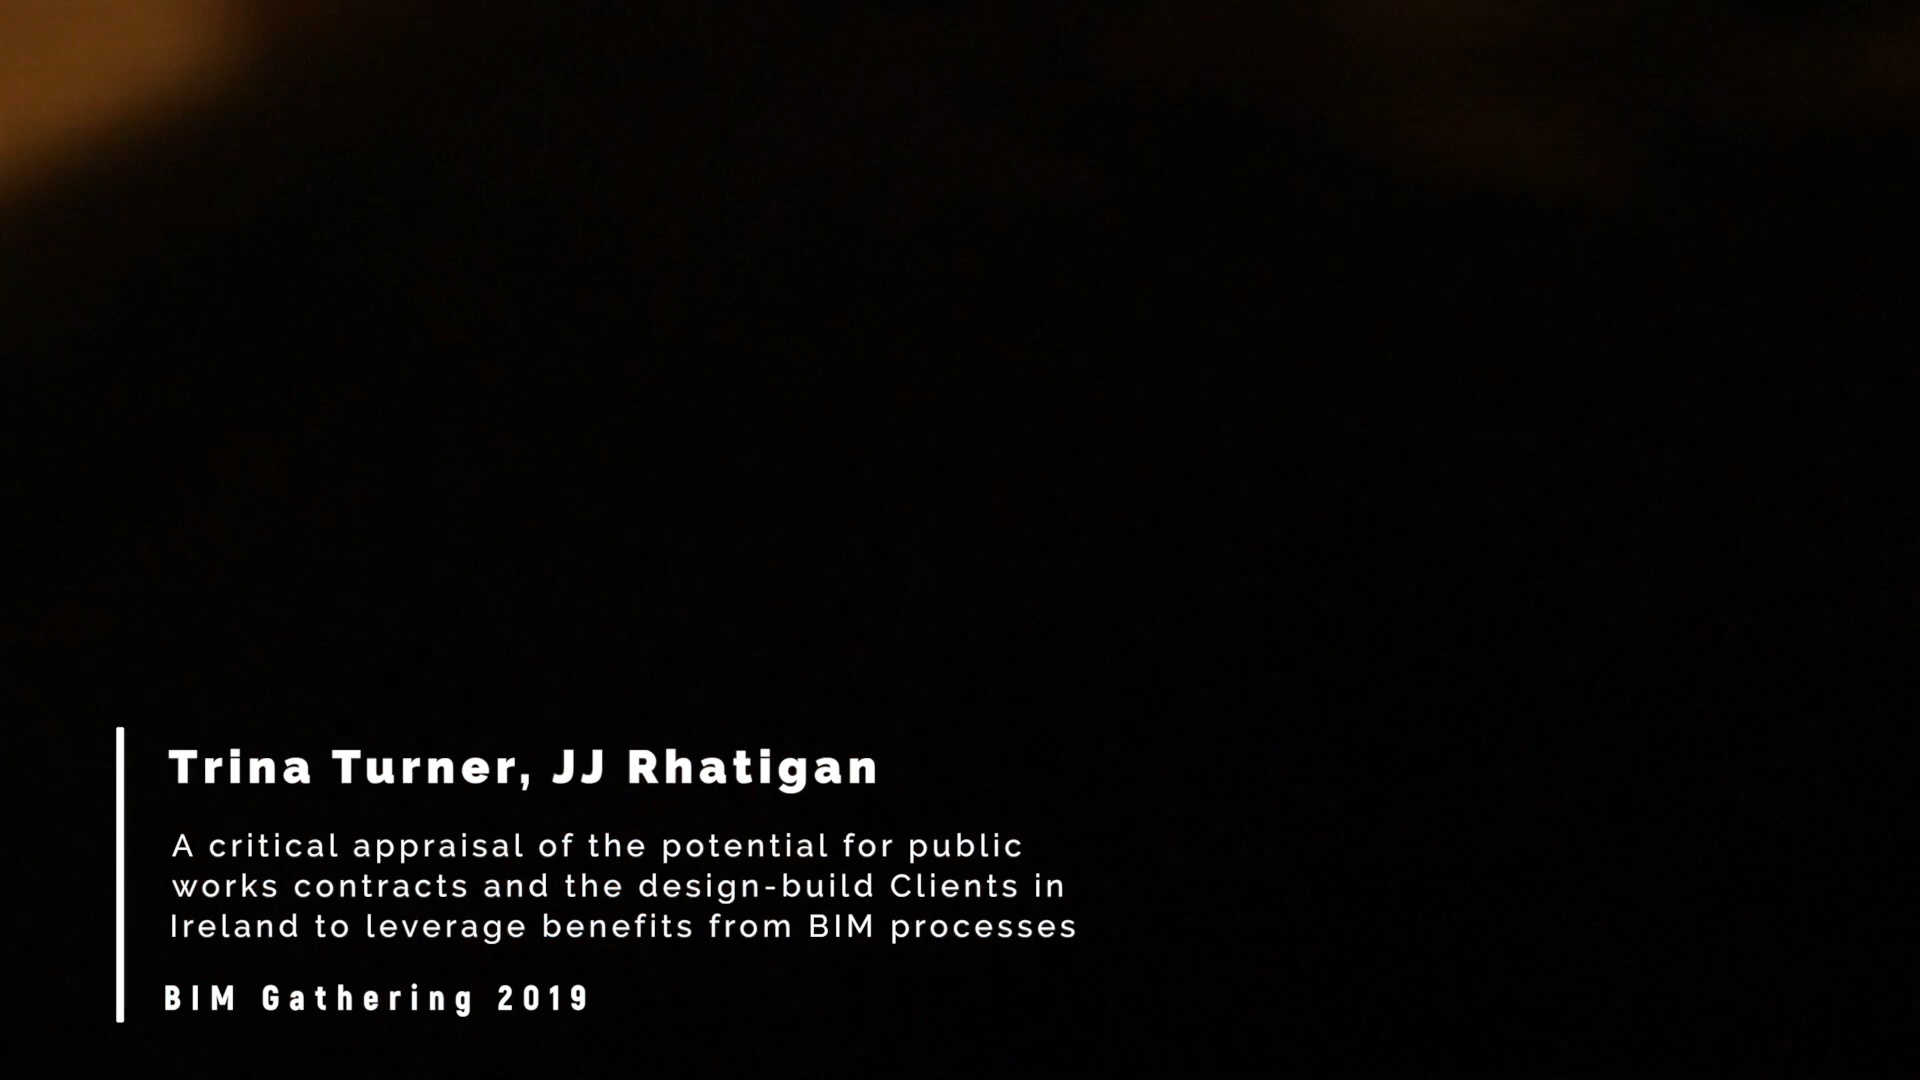 Trina Turner, JJ Rhatigan
A critical appraisal of the potential for public
works contracts and the design-build Clients in
Ireland to leverage benefits from BIM processes
BIM Gathering 2019